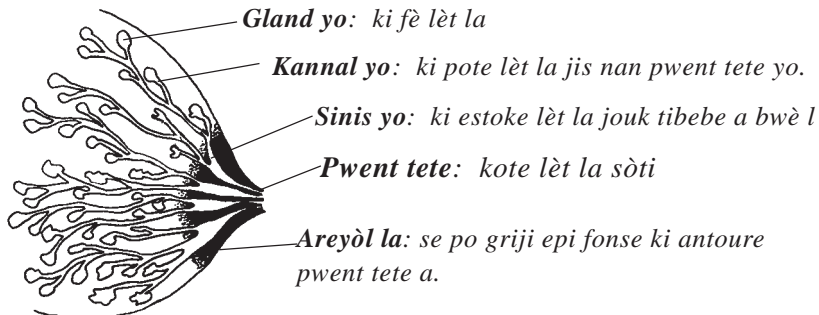 Gland yo: ki fè lèt la
Kannal yo: ki pote lèt la jis nan pwent tete yo.
Sinis yo: ki estoke lèt la jouk tibebe a bwè l
Pwent tete: kote lèt la sòti
Areyòl la: se po griji epi fonse ki antoure
pwent tete a.